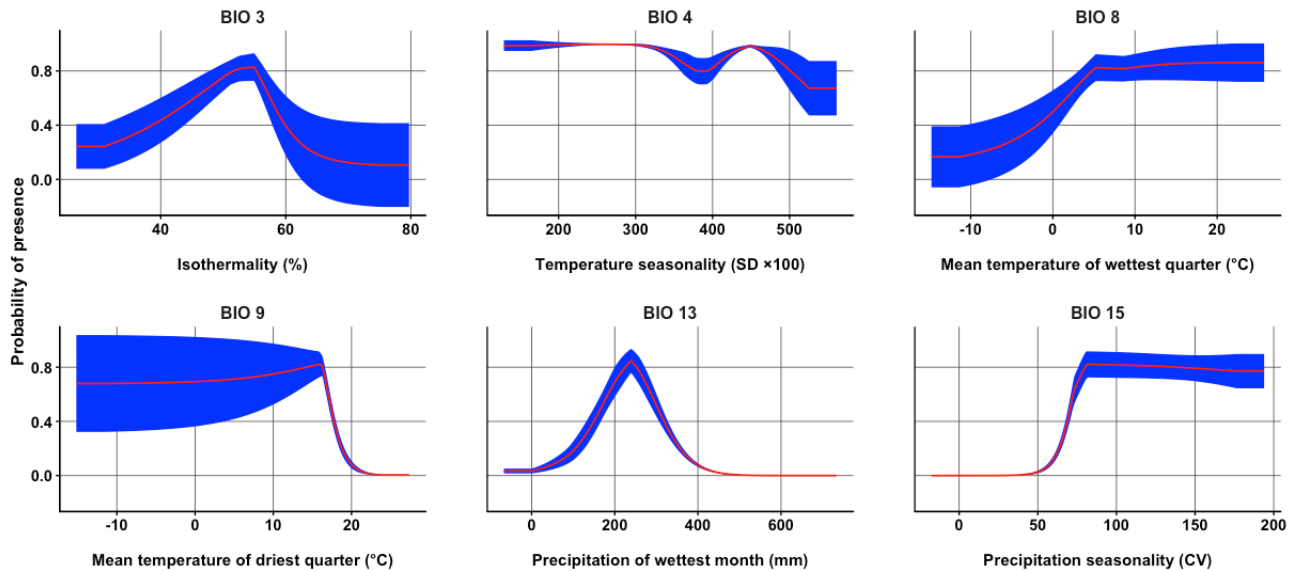 BIO 3 BIO 4 BIO 8
0.8
0.4
0.0
40 60 80 200 300 400 500 -10 0 10 20
Isothermality (%) Temperature seasonality (SD ×100) Mean temperature of wettest quarter (°C)
Probability of presence
BIO 9 BIO 13 BIO 15
0.8
0.4
0.0
-10 0 10 20 0 200 400 600 0 50 100 150 200
Mean temperature of driest quarter (°C) Precipitation of wettest month (mm) Precipitation seasonality (CV)